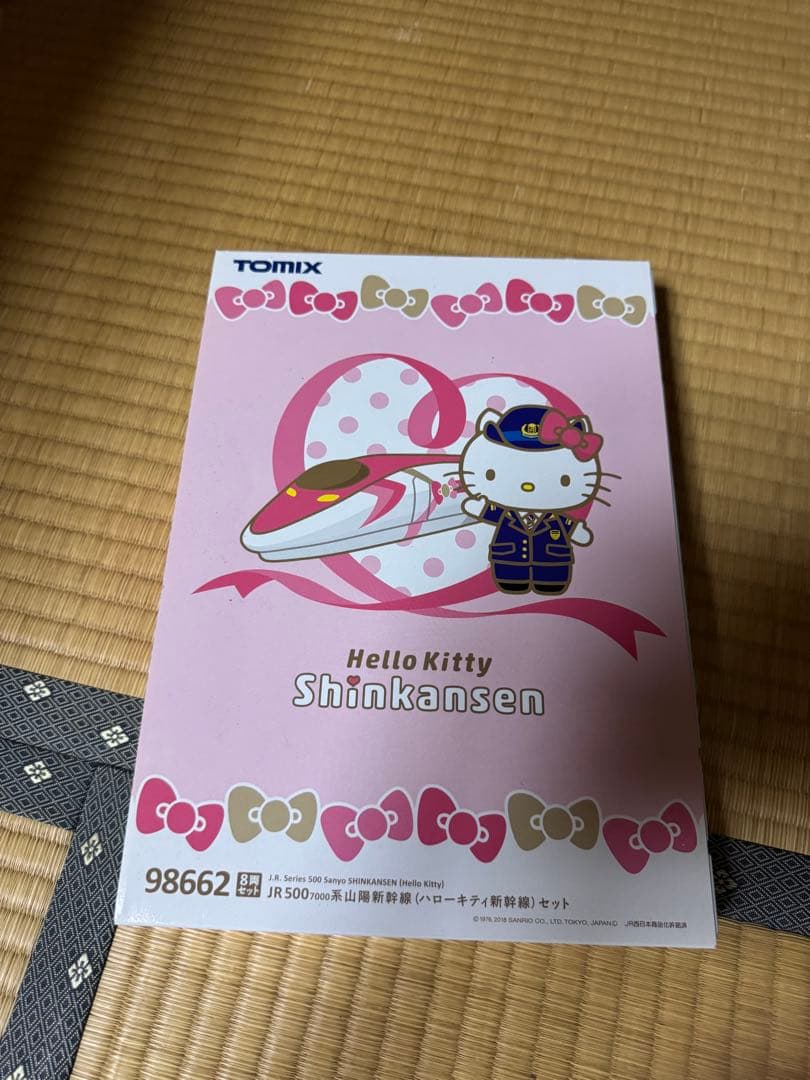 TOMIX
Hello Kitty
Shinkansen
98662 8両セット
J.R. Series 500 Sanyo SHINKANSEN (Hello Kitty)
JR 500 7000系山陽新幹線(ハローキティ新幹線)セット
© 1976, 2018 SANRIO CO., LTD. TOKYO, JAPAN Ⓛ JR西日本商品化許諾済